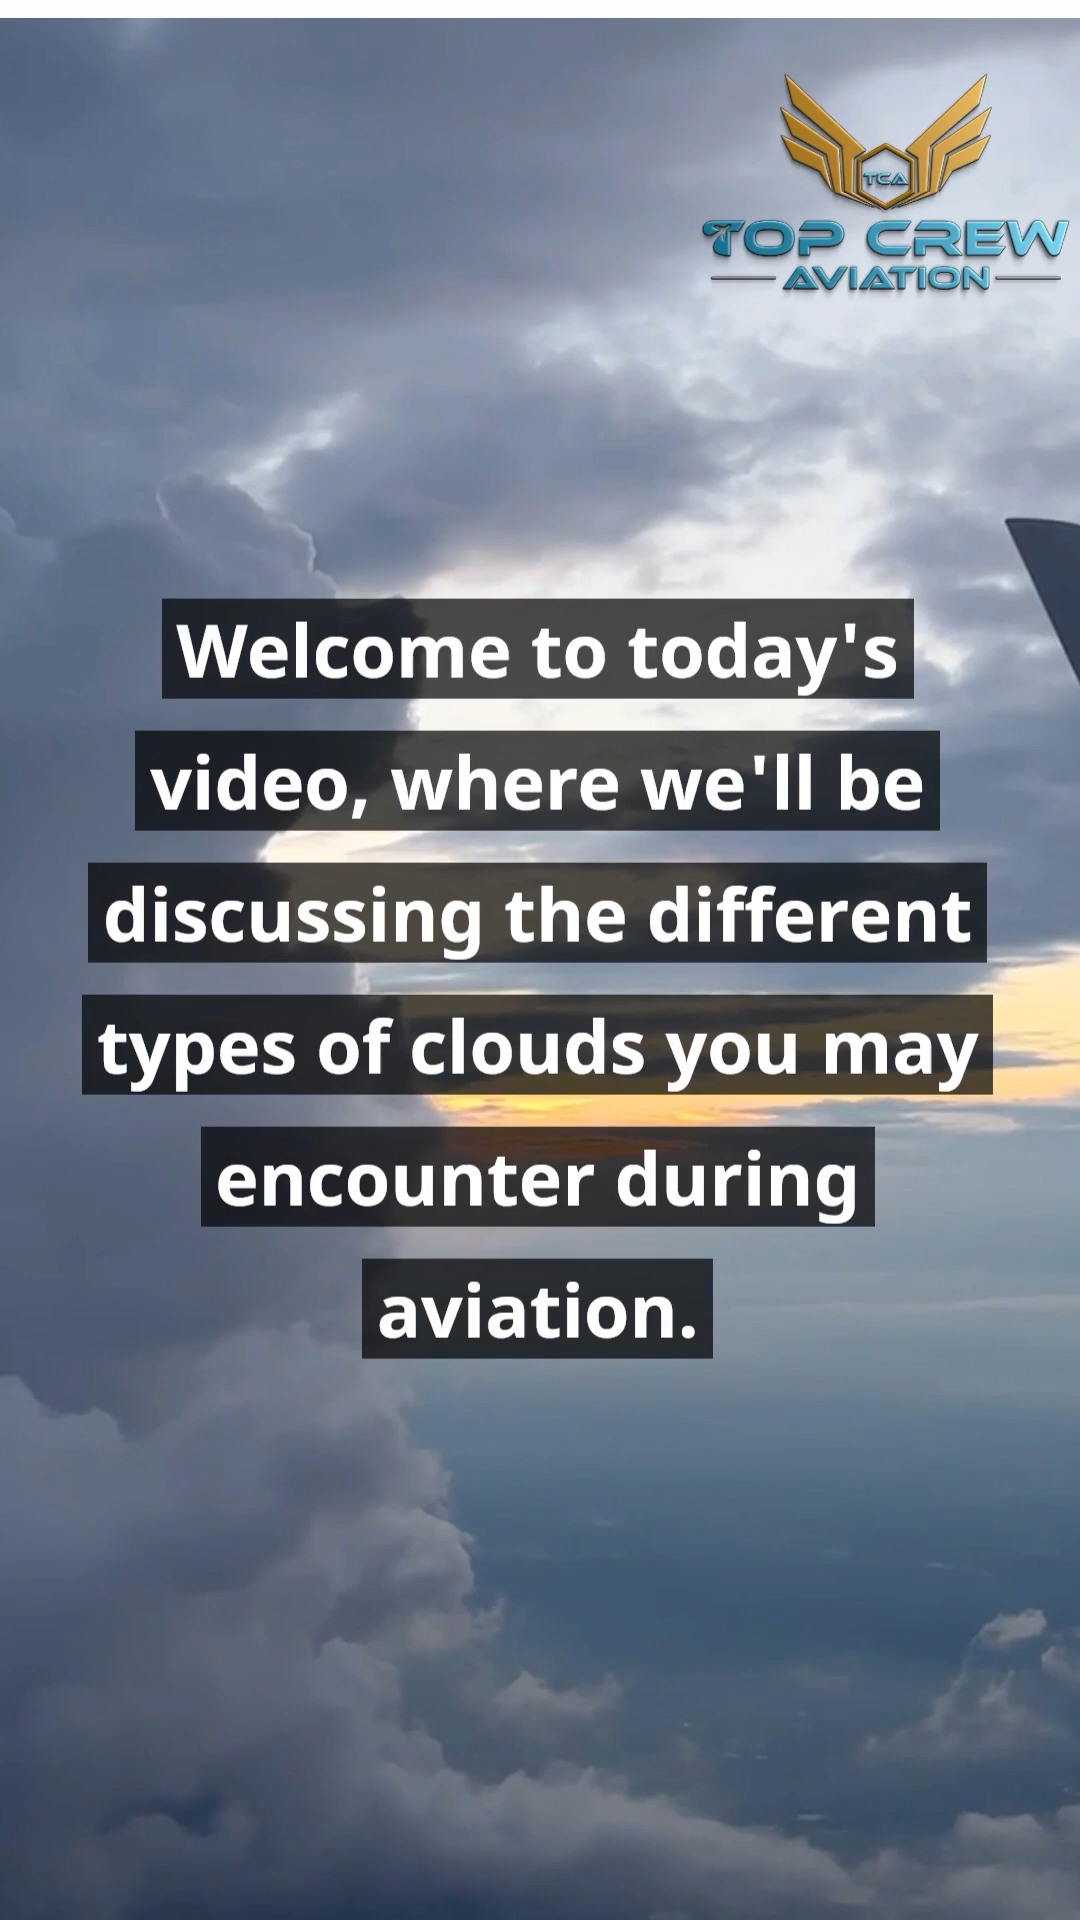 TCA
TOP CREW
AVIATION
Welcome to today's
video, where we'll be
discussing the different
types of clouds you may
encounter during
aviation.